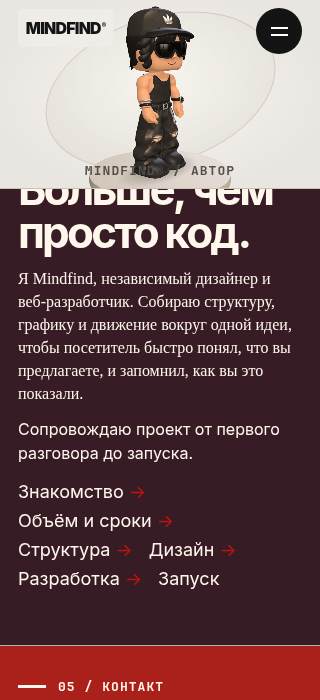 MINDFIND®
MINDFIND / АВТОР
Больше, чем
просто код.
Я Mindfind, независимый дизайнер и
веб-разработчик. Собираю структуру,
графику и движение вокруг одной идеи,
чтобы посетитель быстро понял, что вы
предлагаете, и запомнил, как вы это
показали.
Сопровождаю проект от первого
разговора до запуска.
Знакомство →
Объём и сроки →
Структура → Дизайн →
Разработка → Запуск
05 / КОНТАКТ